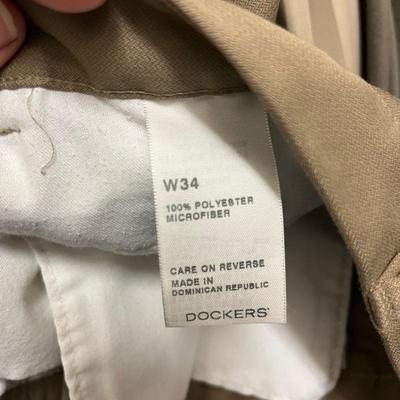 W34
100% POLYESTER
MICROFIBER
CARE ON REVERSE
MADE IN
DOMINICAN REPUBLIC
DOCKERS®